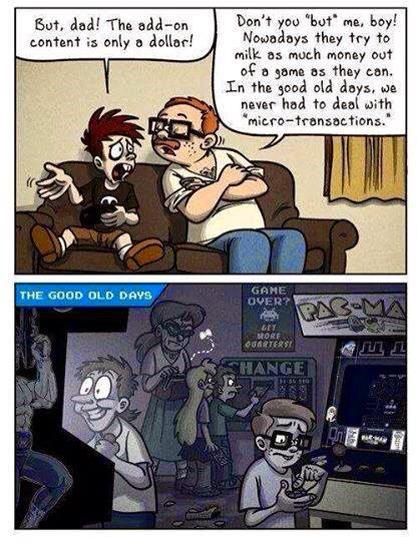 But, dad! The add-on
content is only a dollar!
Don't you "but" me, boy!
Nowadays they try to
milk as much money out
of a game as they can.
In the good old days, we
never had to deal with
"micro-transactions."
THE GOOD OLD DAYS
GAME
OVER?
GET
MORE
QUARTERS!
CHANGE
PAC-MA
PAC-MAN